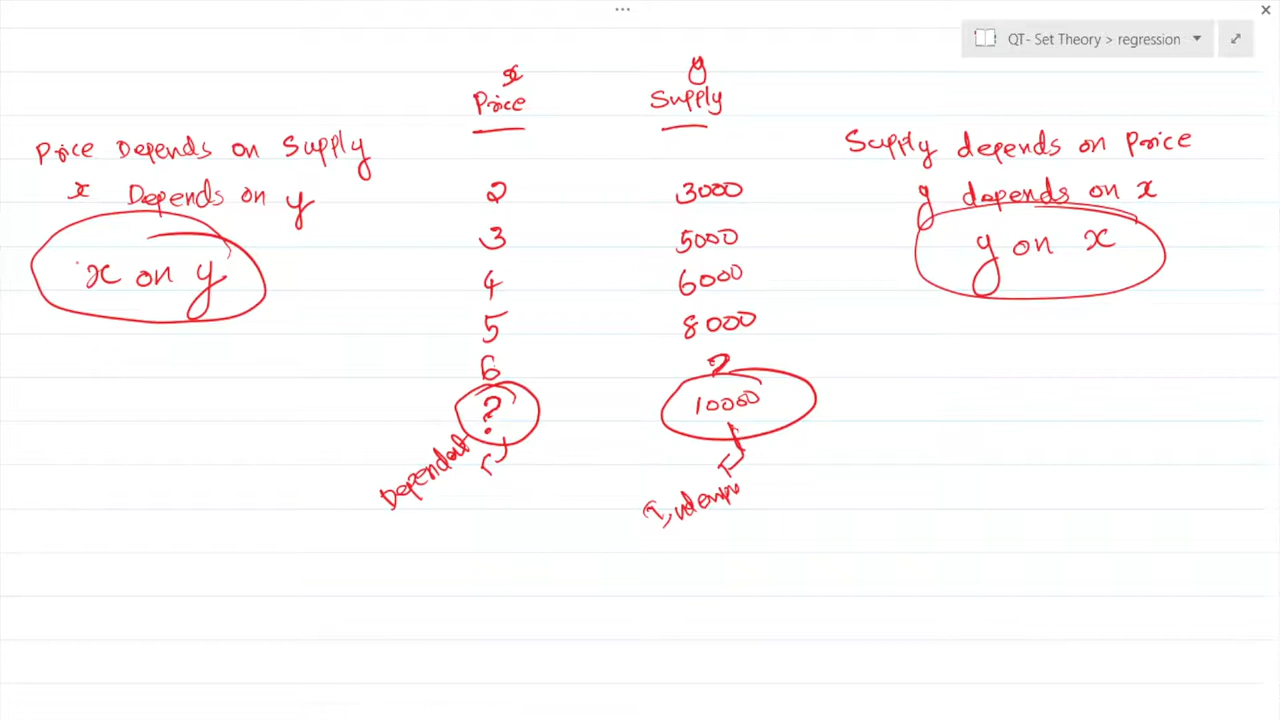 QT- Set Theory > regression
x y
Price Supply
Price Depends on Supply
x Depends on y
x on y
Supply depends on Price
y depends on x
y on x
2 3000
3 5000
4 6000
5 8000
6 ?
? 10000
Dependent